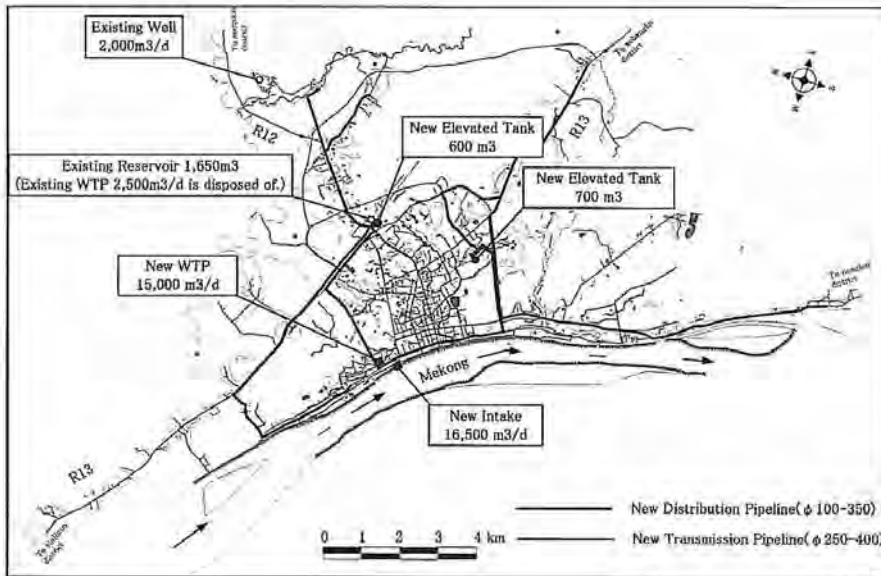 Existing Well
2,000m3/d
R12
New Elevated Tank
600 m3
R13
Existing Reservoir 1,650m3
(Existing WTP 2,500m3/d is disposed of.)
New Elevated Tank
700 m3
New WTP
15,000 m3/d
Mekong
New Intake
16,500 m3/d
R13
New Distribution Pipeline(ϕ 100-350)
New Transmission Pipeline(ϕ 250-400)
0 1 2 3 4 km